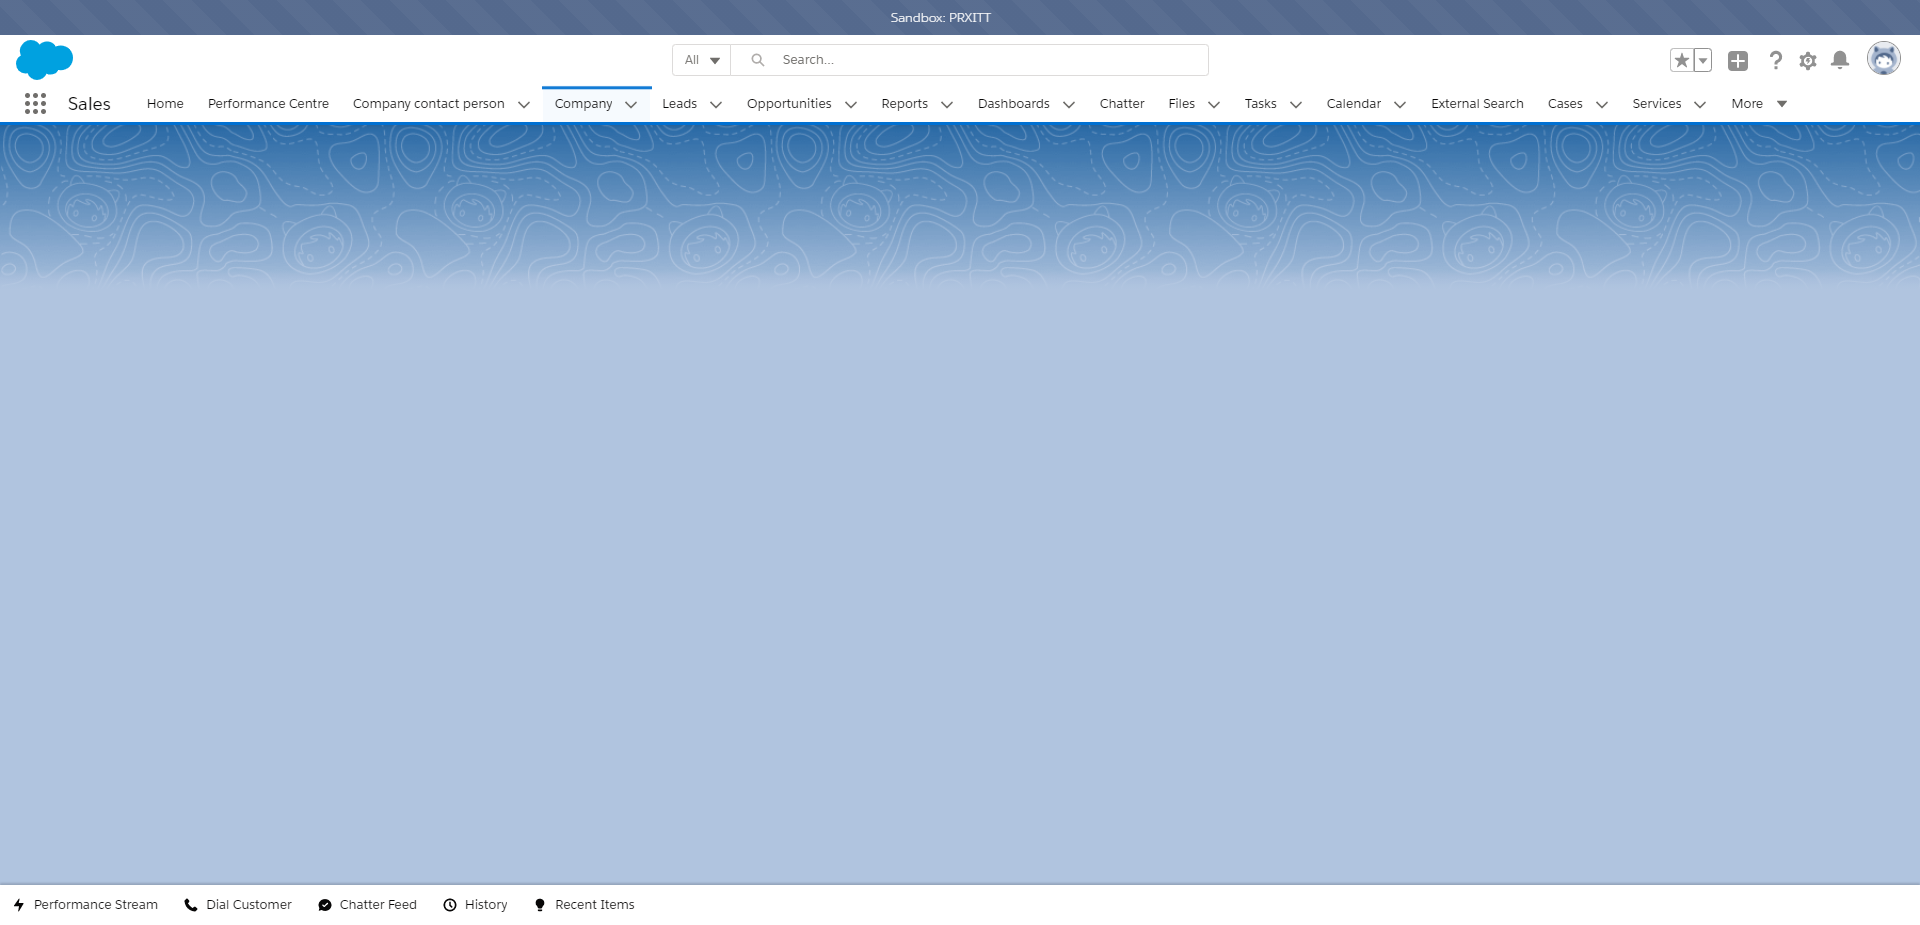 Sandbox: PRXITT
All Search...
Sales Home Performance Centre Company contact person Company Leads Opportunities Reports Dashboards Chatter Files Tasks Calendar External Search Cases Services More
Performance Stream Dial Customer Chatter Feed History Recent Items